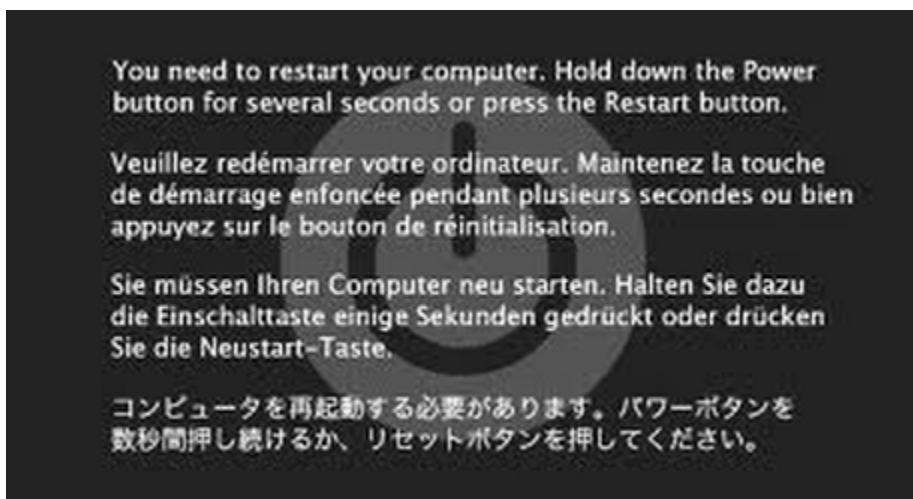 You need to restart your computer. Hold down the Power
button for several seconds or press the Restart button.
Veuillez redémarrer votre ordinateur. Maintenez la touche
de démarrage enfoncée pendant plusieurs secondes ou bien
appuyez sur le bouton de réinitialisation.
Sie müssen Ihren Computer neu starten. Halten Sie dazu
die Einschalttaste einige Sekunden gedrückt oder drücken
Sie die Neustart-Taste.
コンピュータを再起動する必要があります。パワーボタンを
数秒間押し続けるか、リセットボタンを押してください。